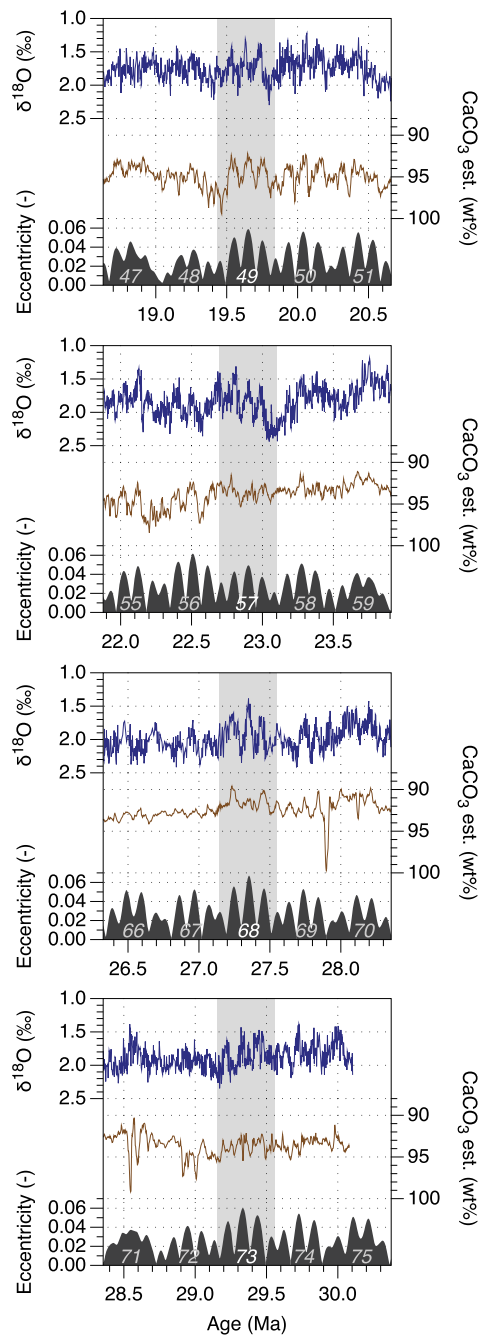 1.0
1.5
2.0
2.5
δ18O (‰)
90
95
100
CaCO3 est. (wt%)
0.06
0.04
0.02
0.00
Eccentricity (-)
47 48 49 50 51
19.0 19.5 20.0 20.5
1.0
1.5
2.0
2.5
δ18O (‰)
90
95
100
CaCO3 est. (wt%)
0.06
0.04
0.02
0.00
Eccentricity (-)
55 56 57 58 59
22.0 22.5 23.0 23.5
1.0
1.5
2.0
2.5
δ18O (‰)
90
95
100
CaCO3 est. (wt%)
0.06
0.04
0.02
0.00
Eccentricity (-)
66 67 68 69 70
26.5 27.0 27.5 28.0
1.0
1.5
2.0
2.5
δ18O (‰)
90
95
100
CaCO3 est. (wt%)
0.06
0.04
0.02
0.00
Eccentricity (-)
71 72 73 74 75
28.5 29.0 29.5 30.0
Age (Ma)